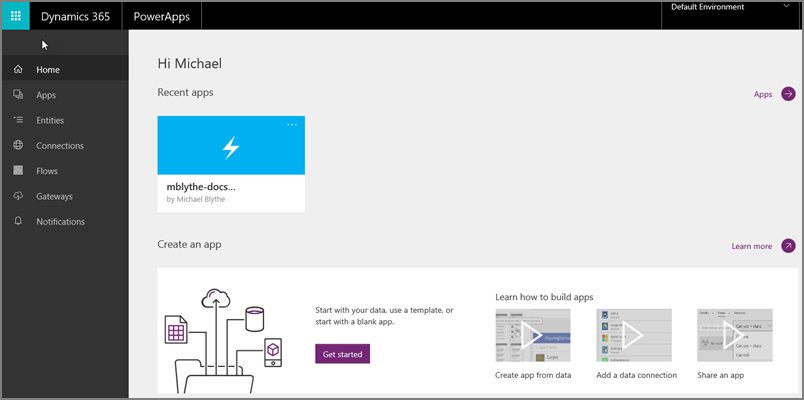 Dynamics 365 PowerApps Default Environment
Home
Apps
Entities
Connections
Flows
Gateways
Notifications
Hi Michael
Recent apps
Apps
mblythe-docs...
by Michael Blythe
Create an app
Learn more
Start with your data, use a template, or
start with a blank app.
Get started
Learn how to build apps
Create app from data
Add a data connection
Share an app